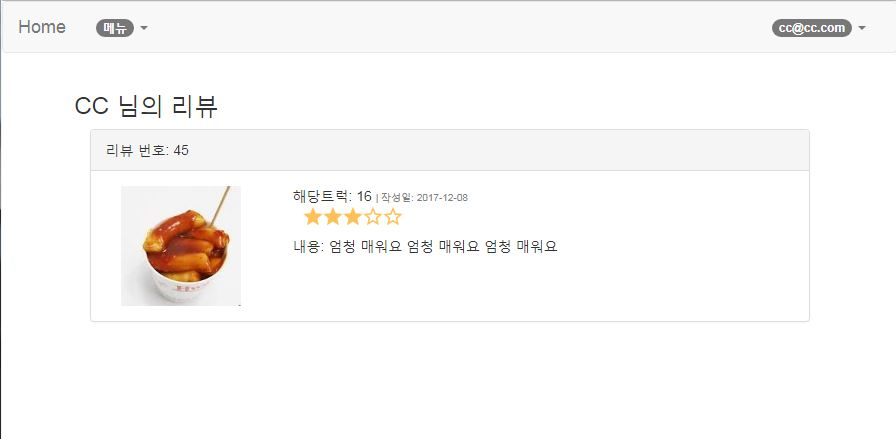 Home 메뉴 cc@cc.com
CC 님의 리뷰
리뷰 번호: 45
해당트럭: 16 | 작성일: 2017-12-08
내용: 엄청 매워요 엄청 매워요 엄청 매워요